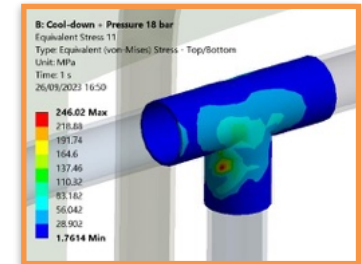 B: Cool-down + Pressure 18 bar
Equivalent Stress 11
Type: Equivalent (von-Mises) Stress - Top/Bottom
Unit: MPa
Time: 1 s
26/09/2023 16:50
246.02 Max
218.88
191.74
164.6
137.46
110.32
83.182
56.042
28.902
1.7614 Min